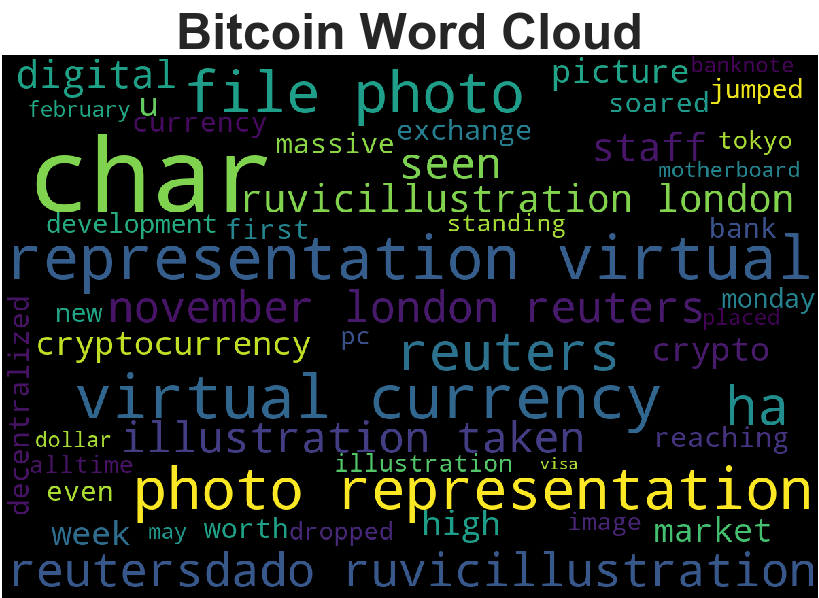 Bitcoin Word Cloud
digital
file photo
picture
banknote
jumped
february
u
soared
currency
exchange
massive
staff
tokyo
char
seen
motherboard
ruvicillustration london
development
first
standing
bank
representation virtual
decentralized
new
november london reuters
monday
placed
cryptocurrency
pc
reuters
crypto
virtual currency
ha
dollar
illustration taken
reaching
alltime
illustration
visa
even
photo representation
week
may
worth
dropped
high
image
market
reutersdado ruvicillustration